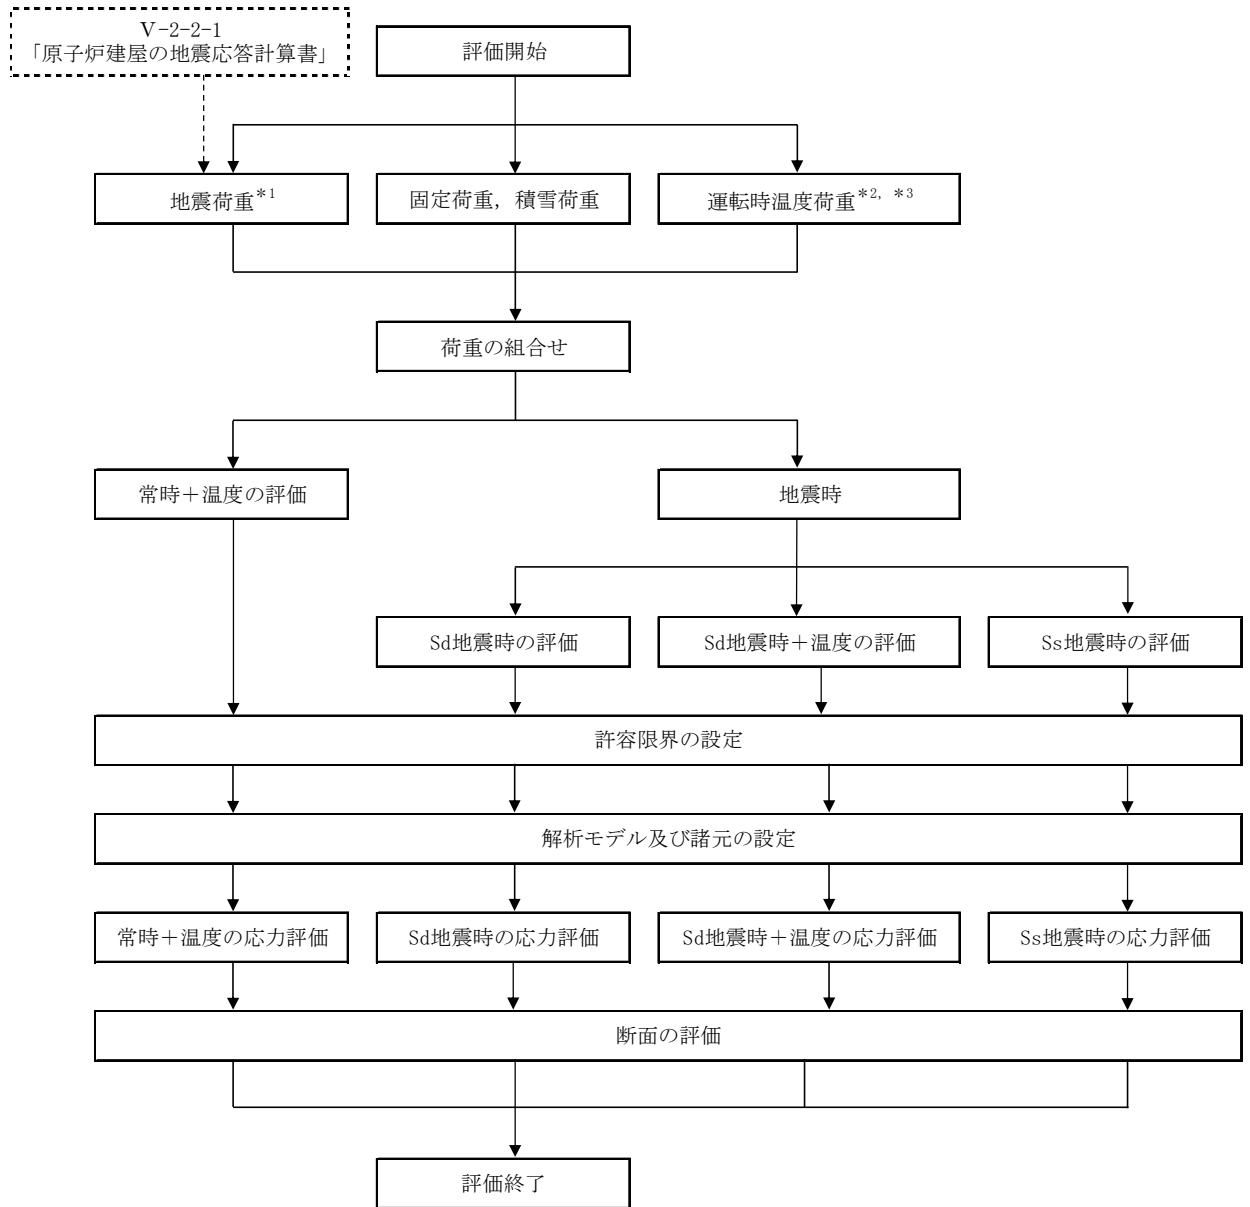 Ⅴ-2-2-1
「原子炉建屋の地震応答計算書」
評価開始
地震荷重*1
固定荷重，積雪荷重
運転時温度荷重*2, *3
荷重の組合せ
常時＋温度の評価
地震時
Sd地震時の評価
Sd地震時＋温度の評価
Ss地震時の評価
許容限界の設定
解析モデル及び諸元の設定
常時＋温度の応力評価
Sd地震時の応力評価
Sd地震時＋温度の応力評価
Ss地震時の応力評価
断面の評価
評価終了